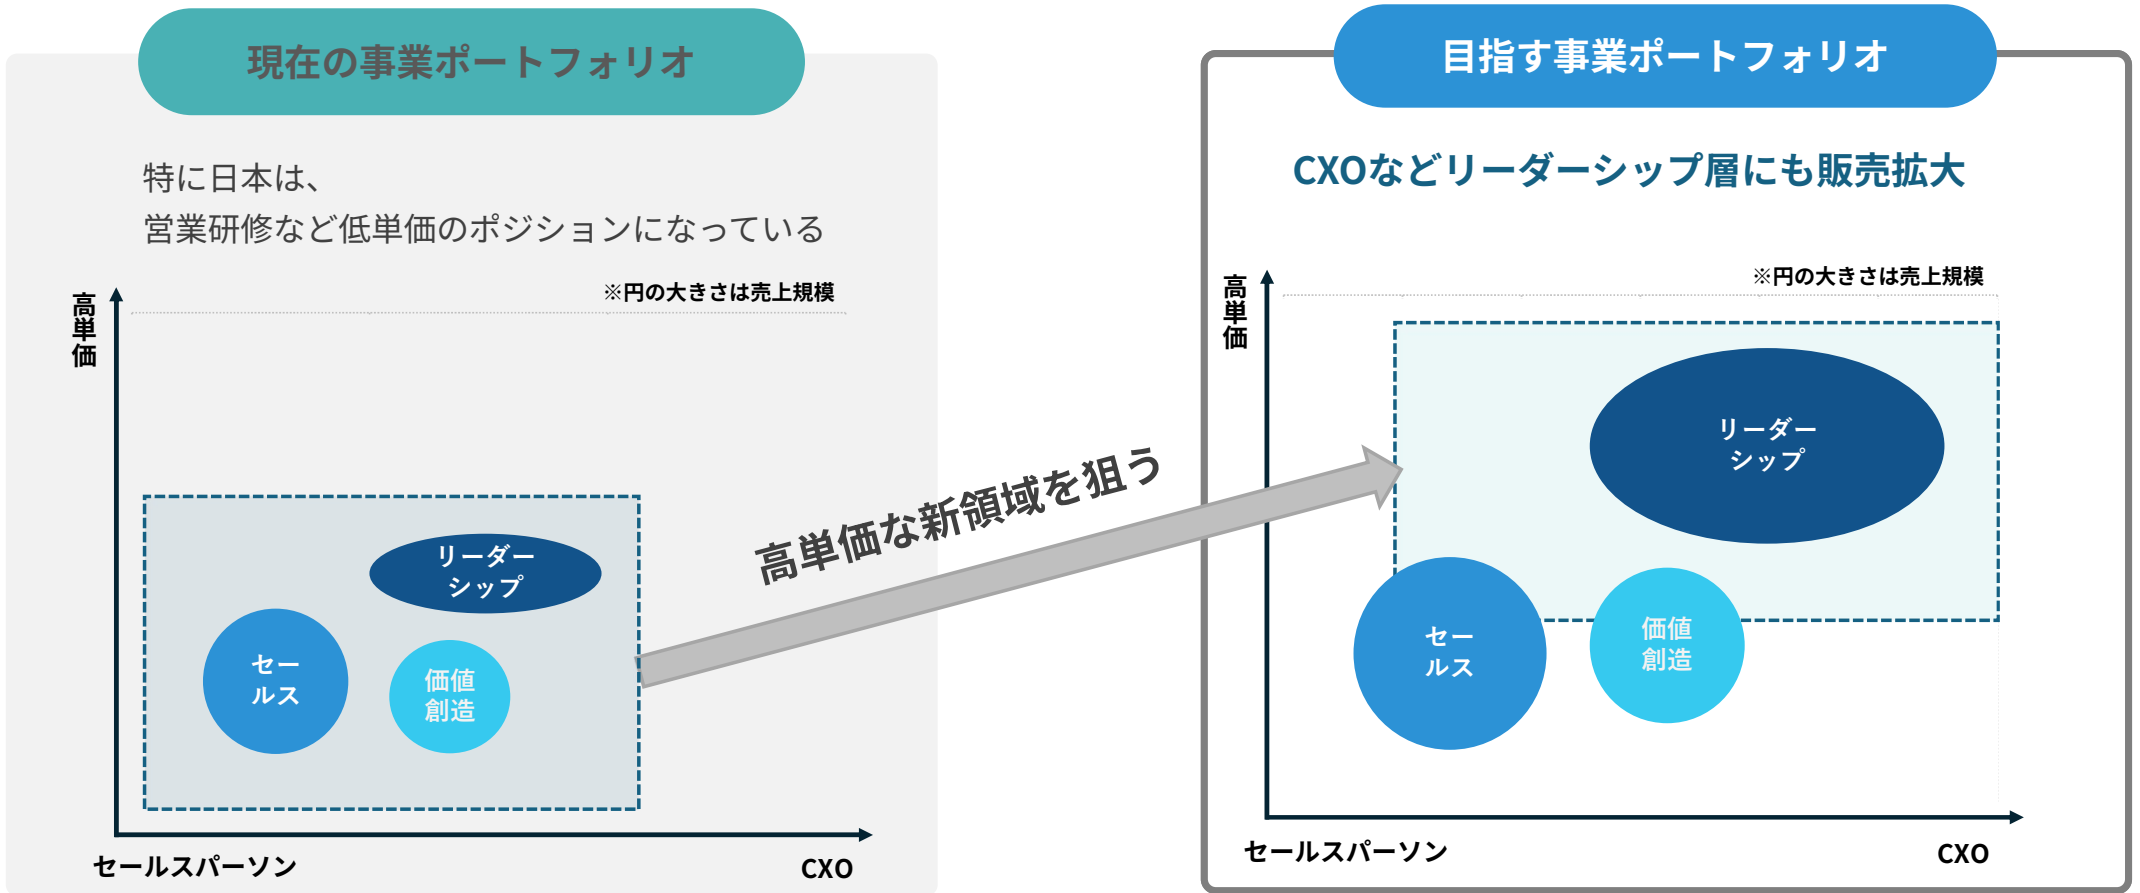 現在の事業ポートフォリオ
特に日本は、
営業研修など低単価のポジションになっている
※円の大きさは売上規模
高単価
リーダー
シップ
セー
ルス
価値
創造
セールスパーソン
CXO
高単価な新領域を狙う
目指す事業ポートフォリオ
CXOなどリーダーシップ層にも販売拡大
※円の大きさは売上規模
高単価
リーダー
シップ
セー
ルス
価値
創造
セールスパーソン
CXO